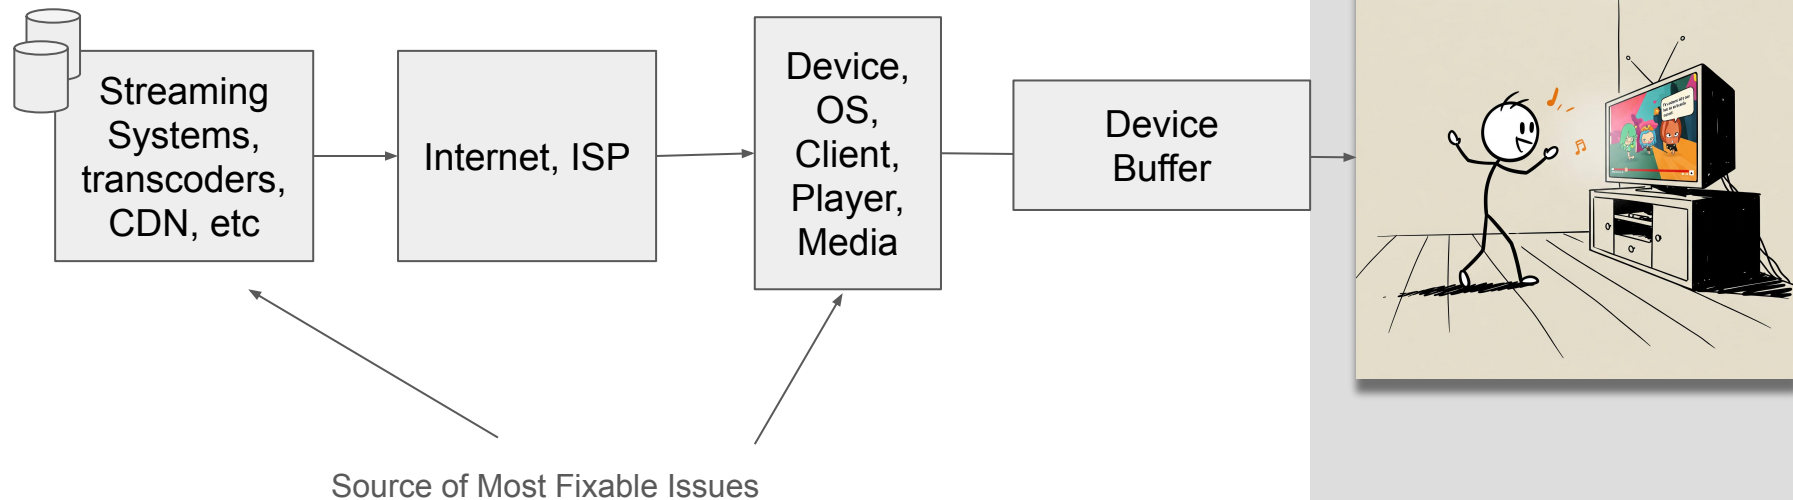 Streaming
Systems,
transcoders,
CDN, etc
Internet, ISP
Device,
OS,
Client,
Player,
Media
Device
Buffer
Source of Most Fixable Issues